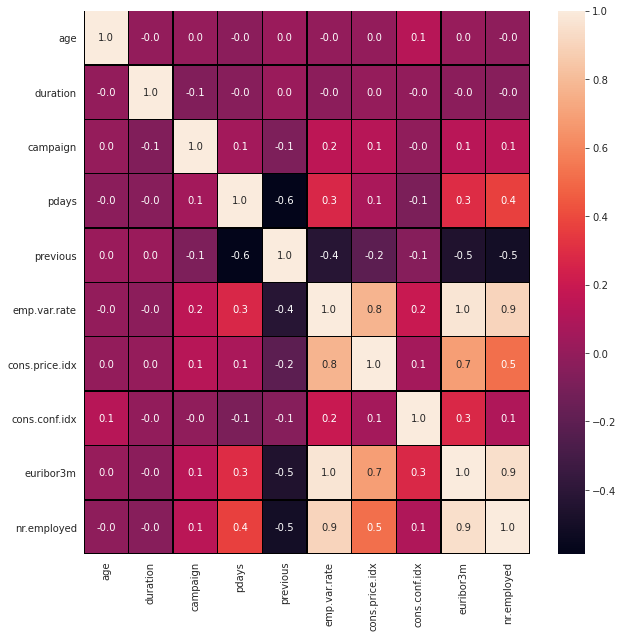 age 1.0 -0.0 0.0 -0.0 0.0 -0.0 0.0 0.1 0.0 -0.0
duration -0.0 1.0 -0.1 -0.0 0.0 -0.0 0.0 -0.0 -0.0 -0.0
campaign 0.0 -0.1 1.0 0.1 -0.1 0.2 0.1 -0.0 0.1 0.1
pdays -0.0 -0.0 0.1 1.0 -0.6 0.3 0.1 -0.1 0.3 0.4
previous 0.0 0.0 -0.1 -0.6 1.0 -0.4 -0.2 -0.1 -0.5 -0.5
emp.var.rate -0.0 -0.0 0.2 0.3 -0.4 1.0 0.8 0.2 1.0 0.9
cons.price.idx 0.0 0.0 0.1 0.1 -0.2 0.8 1.0 0.1 0.7 0.5
cons.conf.idx 0.1 -0.0 -0.0 -0.1 -0.1 0.2 0.1 1.0 0.3 0.1
euribor3m 0.0 -0.0 0.1 0.3 -0.5 1.0 0.7 0.3 1.0 0.9
nr.employed -0.0 -0.0 0.1 0.4 -0.5 0.9 0.5 0.1 0.9 1.0
age duration campaign pdays previous emp.var.rate cons.price.idx cons.conf.idx euribor3m nr.employed
1.0
0.8
0.6
0.4
0.2
0.0
−0.2
−0.4